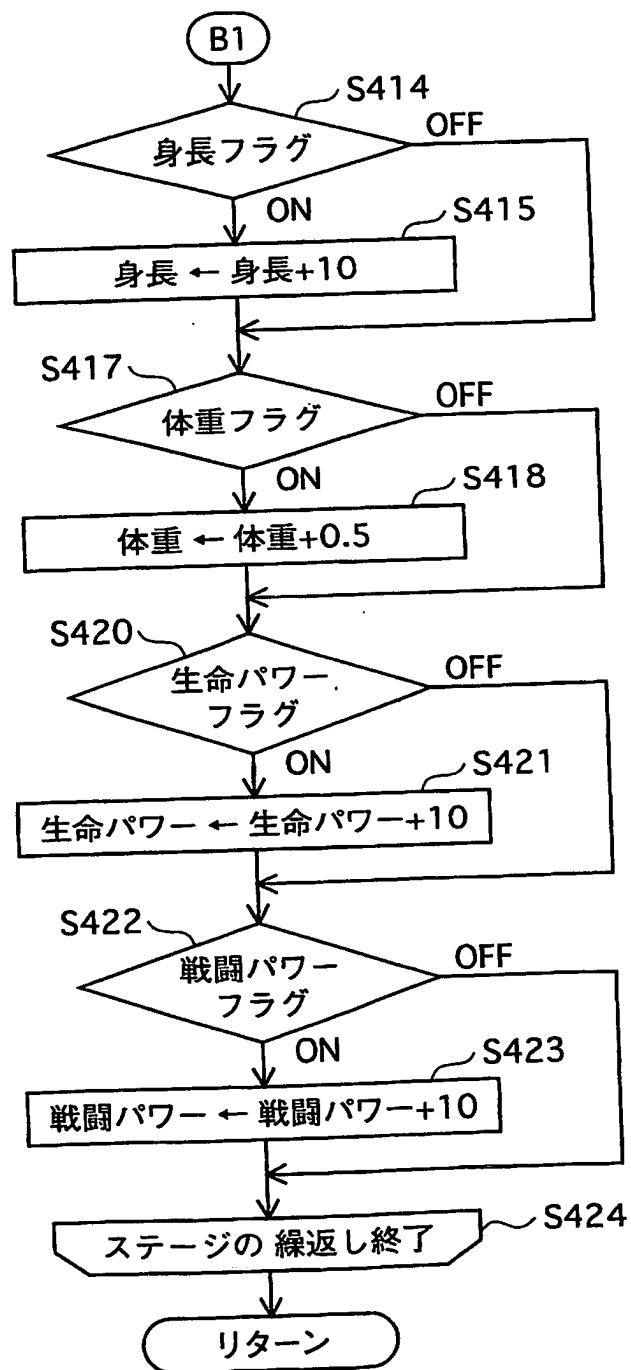 B1
S414
身長フラグ
OFF
ON
S415
身長 ← 身長+10
S417
体重フラグ
OFF
ON
S418
体重 ← 体重+0.5
S420
生命パワー
フラグ
OFF
ON
S421
生命パワー ← 生命パワー+10
S422
戦闘パワー
フラグ
OFF
ON
S423
戦闘パワー ← 戦闘パワー+10
S424
ステージの 繰返し終了
リターン